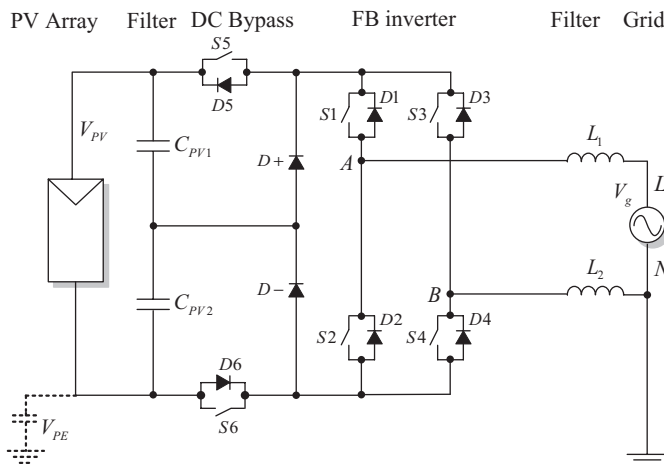 PV Array Filter DC Bypass FB inverter Filter Grid
S5
D5
V_PV
C_PV1
D+
S1 D1 S3 D3
A
L_1
V_g L
C_PV2
D−
B
L_2 N
S2 D2 S4 D4
D6
S6
V_PE